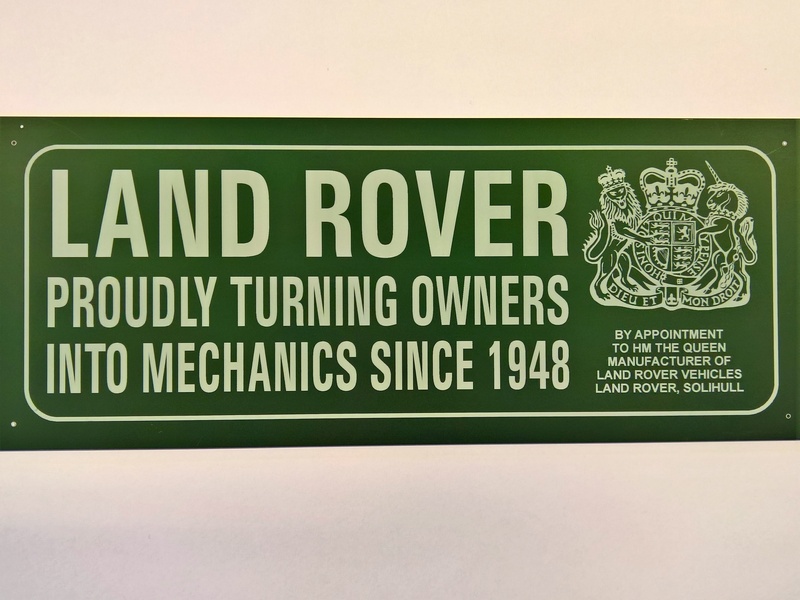 LAND ROVER
PROUDLY TURNING OWNERS
INTO MECHANICS SINCE 1948
DIEU ET MON DROIT
BY APPOINTMENT
TO HM THE QUEEN
MANUFACTURER OF
LAND ROVER VEHICLES
LAND ROVER, SOLIHULL